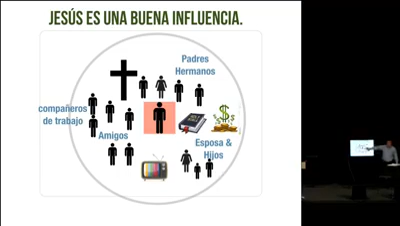 JESÚS ES UNA BUENA INFLUENCIA.
Padres
Hermanos
compañeros
de trabajo
Amigos
Esposa &
Hijos